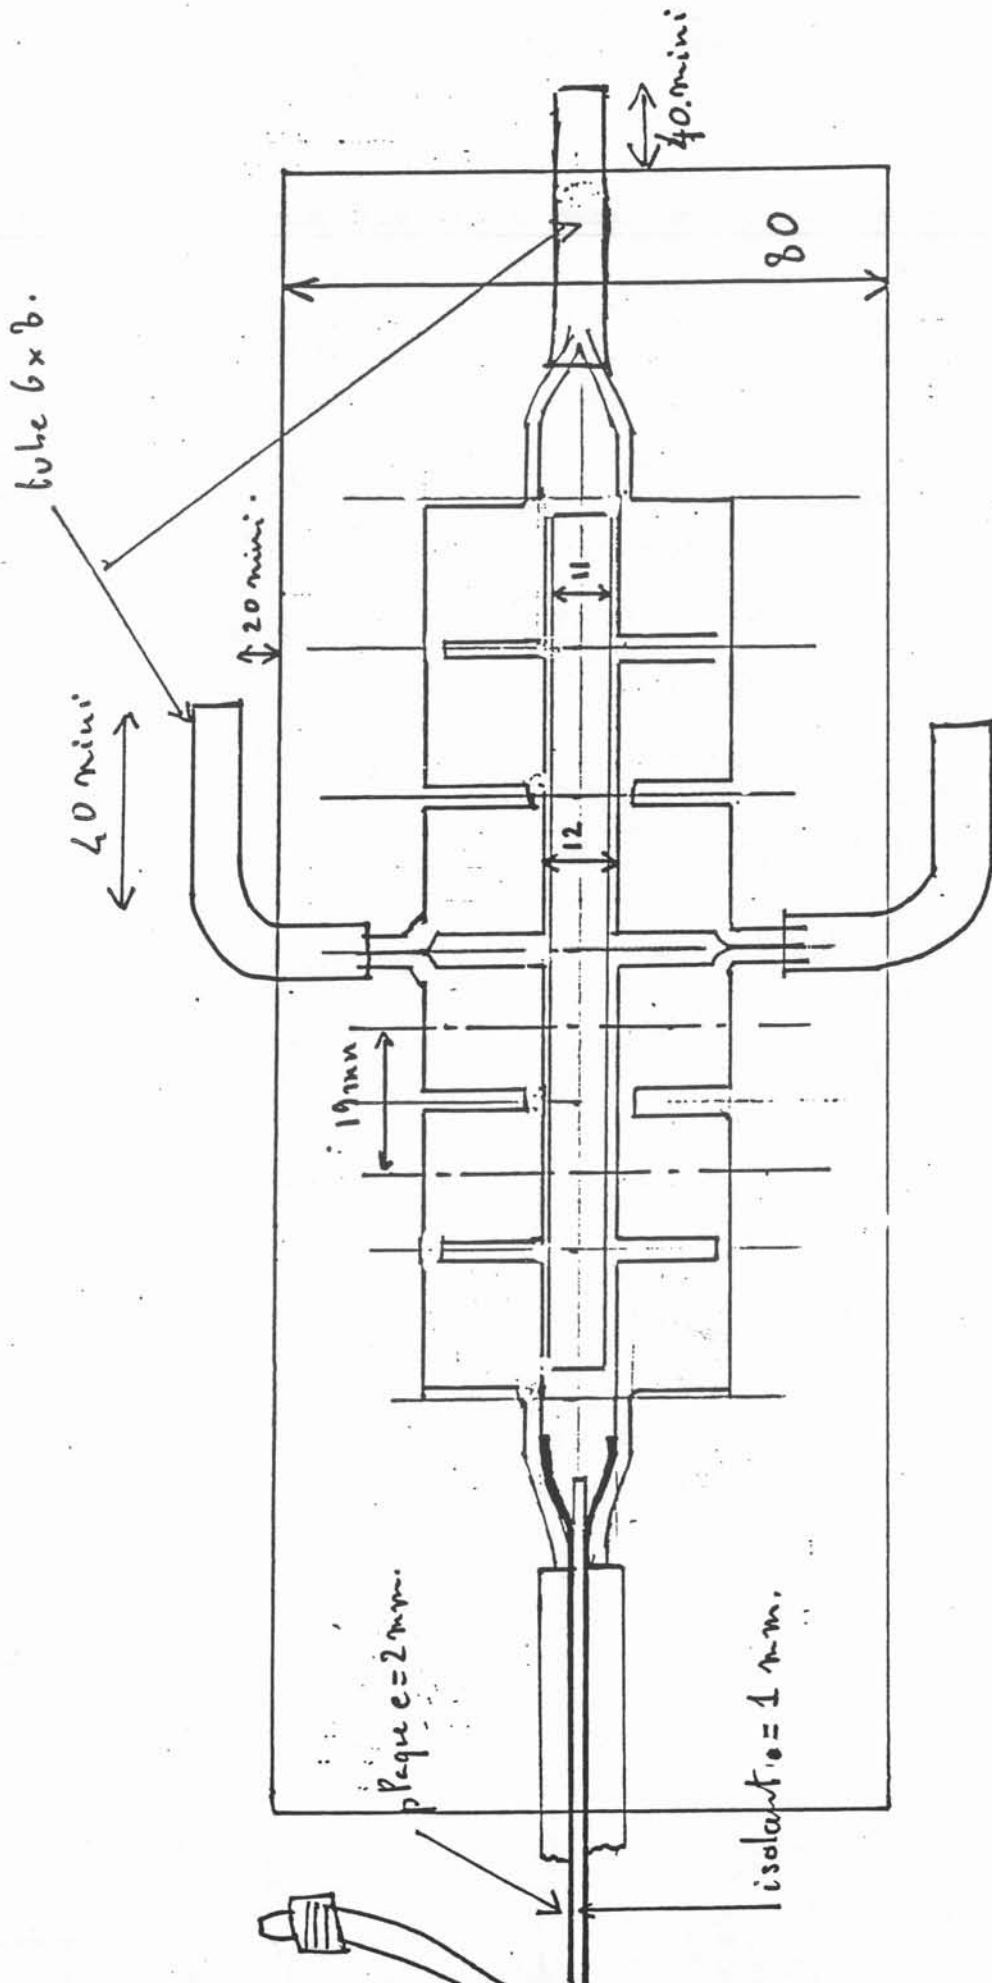 tube 6x8.
40.mini
80
20 mini.
40 mini
11
12
19mm
plaque e=2mm.
isolant e=1 mm.